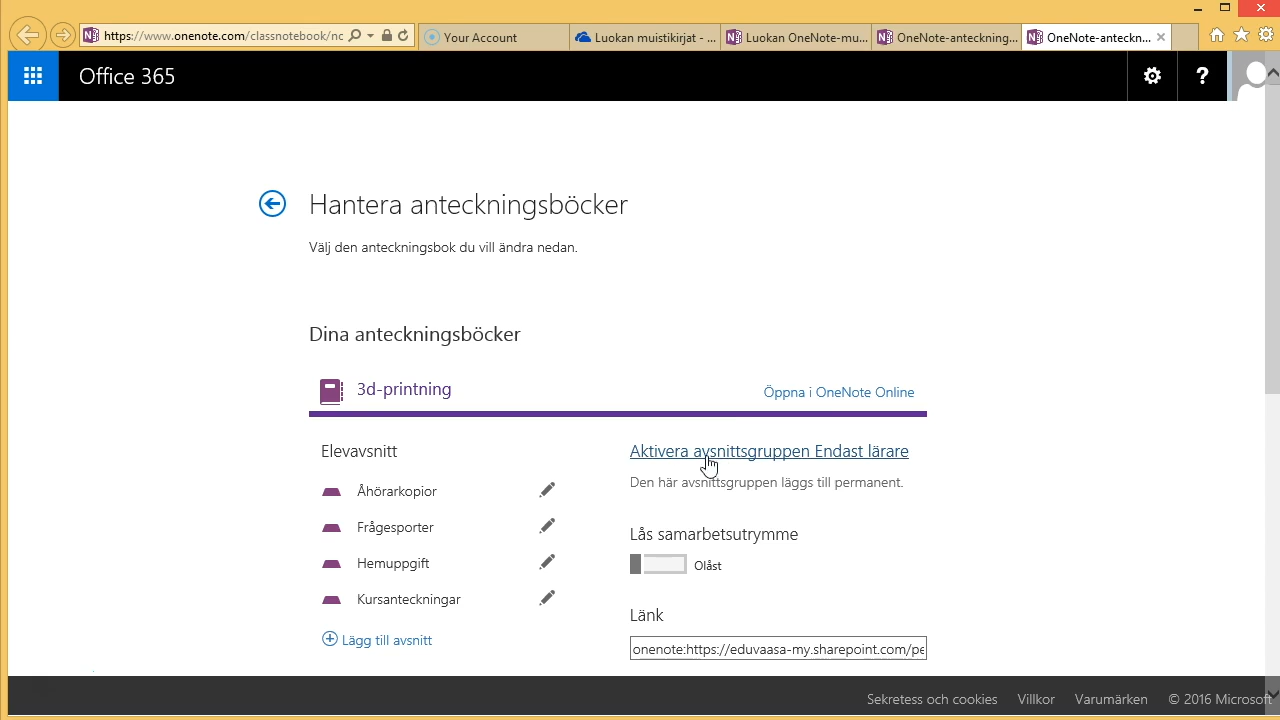 https://www.onenote.com/classnotebook/nc
Your Account
Luokan muistikirjat - ...
Luokan OneNote-mu...
OneNote-anteckning...
OneNote-anteckn...
Office 365
?
Hantera anteckningsböcker
Välj den anteckningsbok du vill ändra nedan.
Dina anteckningsböcker
3d-printning
Öppna i OneNote Online
Elevavsnitt
Aktivera avsnittsgruppen Endast lärare
Åhörarkopior
Den här avsnittsgruppen läggs till permanent.
Frågesporter
Lås samarbetsutrymme
Hemuppgift
Olåst
Kursanteckningar
Länk
Lägg till avsnitt
onenote:https://eduvaasa-my.sharepoint.com/pe
Sekretess och cookies
Villkor
Varumärken
© 2016 Microsoft